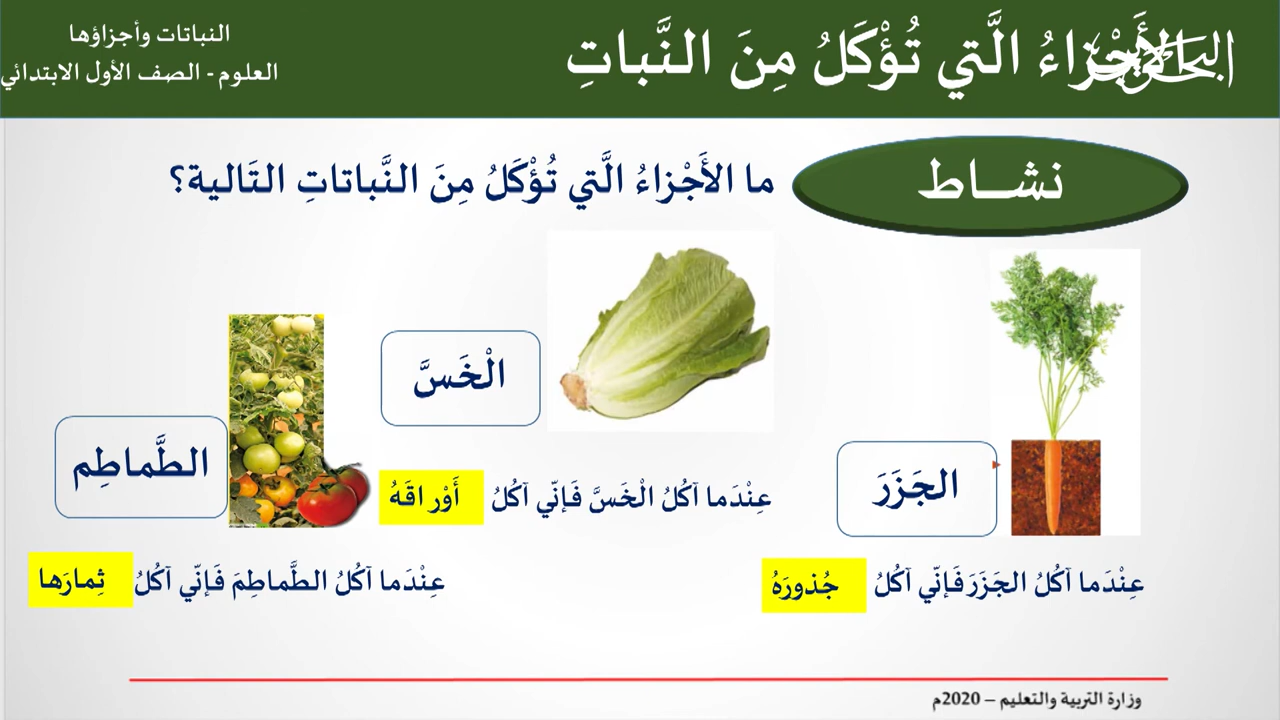 الأَجْزاءُ الَّتي تُؤْكَلُ مِنَ النَّباتِ
النباتات وأجزاؤها
العلوم - الصف الأول الابتدائي
نشـــاط
ما الأَجْزاءُ الَّتي تُؤْكَلُ مِنَ النَّباتاتِ التَالية؟
الجَزَرَ
عِنْدَما آكُلُ الجَزَرَ فَإنّي آكُلُ جُذورَهُ
الْخَسَّ
عِنْدَما آكُلُ الْخَسَّ فَإنّي آكُلُ أَوْراقَهُ
الطَّماطِم
عِنْدَما آكُلُ الطَّماطِمَ فَإنّي آكُلُ ثِمارَها
وزارة التربية والتعليم – 2020م